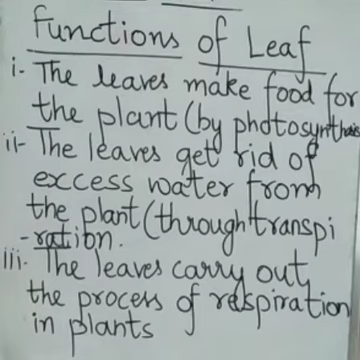 Functions of Leaf
i- The leaves make food for
the plant (by photosynthesis
ii- The leaves get rid of
excess water from
the plant (through transpi
-ration.
iii- The leaves carry out
the process of respiration
in plants